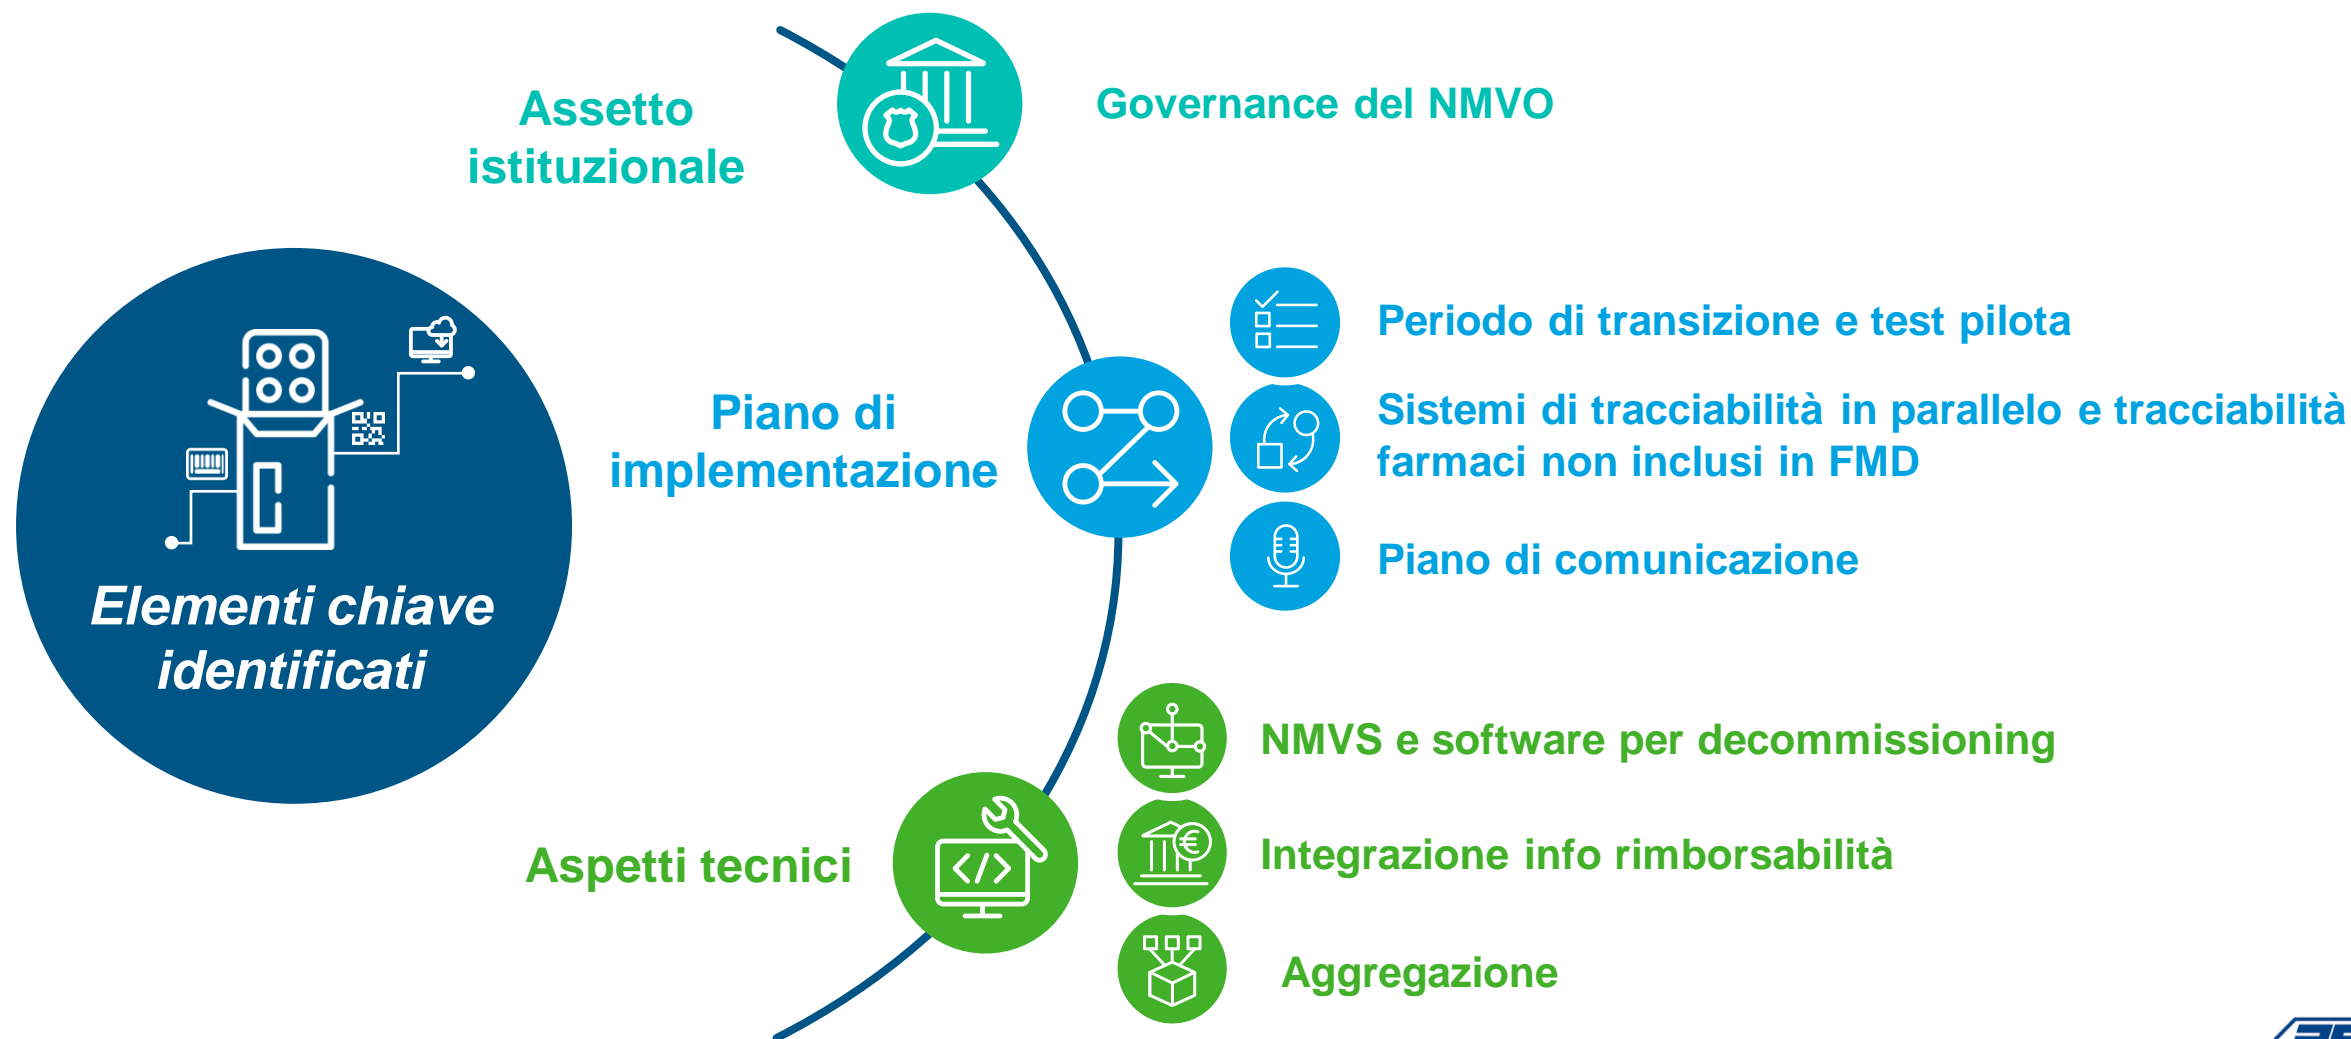 Assetto
istituzionale
Governance del NMVO
Elementi chiave
identificati
Piano di
implementazione
Periodo di transizione e test pilota
Sistemi di tracciabilità in parallelo e tracciabilità
farmaci non inclusi in FMD
Piano di comunicazione
Aspetti tecnici
NMVS e software per decommissioning
Integrazione info rimborsabilità
Aggregazione